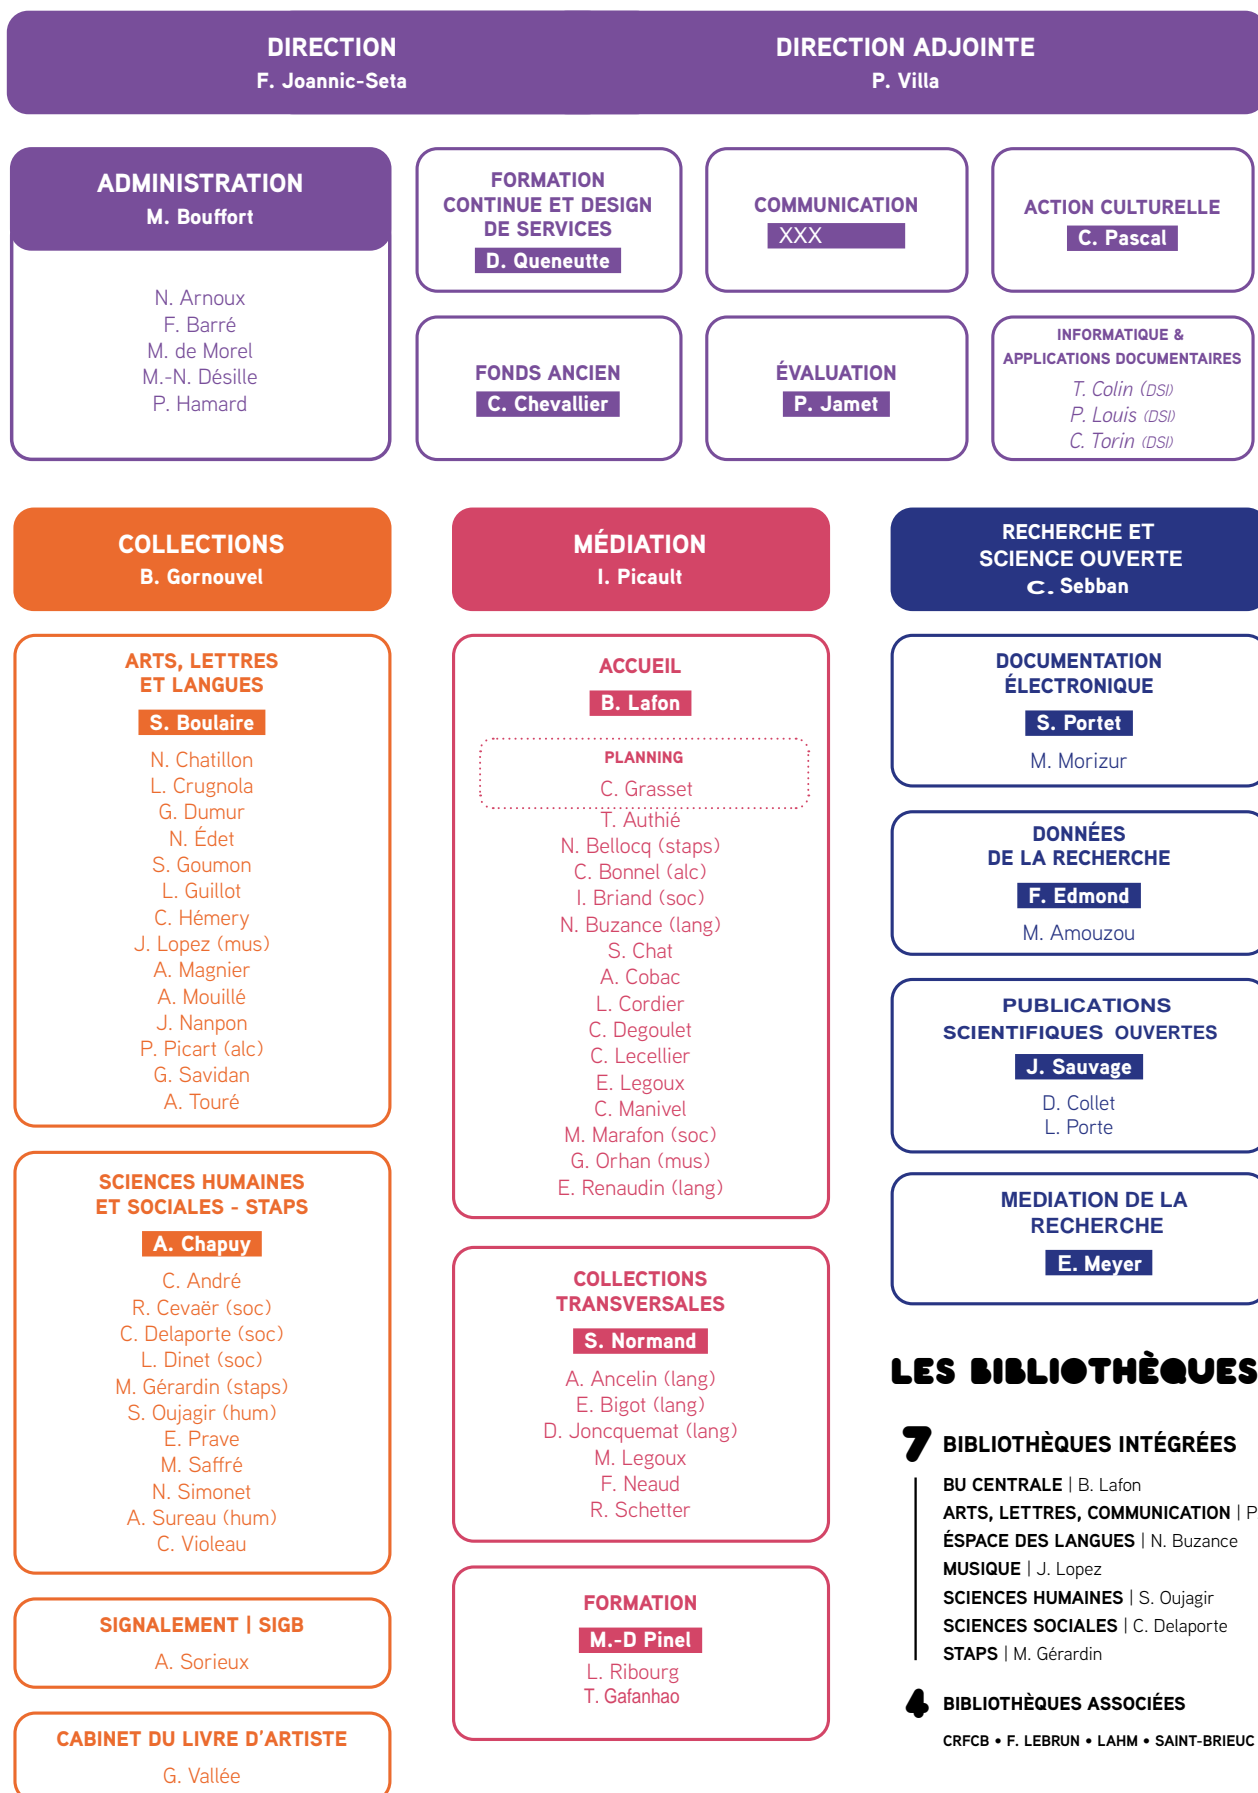 DIRECTION
F. Joannic-Seta
DIRECTION ADJOINTE
P. Villa
ADMINISTRATION
M. Bouffort
N. Arnoux
F. Barré
M. de Morel
M.-N. Désille
P. Hamard
FORMATION
CONTINUE ET DESIGN
DE SERVICES
D. Queneutte
COMMUNICATION
XXX
ACTION CULTURELLE
C. Pascal
FONDS ANCIEN
C. Chevallier
ÉVALUATION
P. Jamet
INFORMATIQUE &
APPLICATIONS DOCUMENTAIRES
T. Colin (DSI)
P. Louis (DSI)
C. Torin (DSI)
COLLECTIONS
B. Gornouvel
ARTS, LETTRES
ET LANGUES
S. Boulaire
N. Chatillon
L. Crugnola
G. Dumur
N. Édet
S. Goumon
L. Guillot
C. Hémery
J. Lopez (mus)
A. Magnier
A. Mouillé
J. Nanpon
P. Picart (alc)
G. Savidan
A. Touré
SCIENCES HUMAINES
ET SOCIALES - STAPS
A. Chapuy
C. André
R. Cevaër (soc)
C. Delaporte (soc)
L. Dinet (soc)
M. Gérardin (staps)
S. Oujagir (hum)
E. Prave
M. Saffré
N. Simonet
A. Sureau (hum)
C. Violeau
SIGNALEMENT | SIGB
A. Sorieux
CABINET DU LIVRE D'ARTISTE
G. Vallée
MÉDIATION
I. Picault
ACCUEIL
B. Lafon
PLANNING
C. Grasset
T. Authié
N. Bellocq (staps)
C. Bonnel (alc)
I. Briand (soc)
N. Buzance (lang)
S. Chat
A. Cobac
L. Cordier
C. Degoulet
C. Lecellier
E. Legoux
C. Manivel
M. Marafon (soc)
G. Orhan (mus)
E. Renaudin (lang)
COLLECTIONS
TRANSVERSALES
S. Normand
A. Ancelin (lang)
E. Bigot (lang)
D. Joncquemat (lang)
M. Legoux
F. Neaud
R. Schetter
FORMATION
M.-D Pinel
L. Ribourg
T. Gafanhao
RECHERCHE ET
SCIENCE OUVERTE
C. Sebban
DOCUMENTATION
ÉLECTRONIQUE
S. Portet
M. Morizur
DONNÉES
DE LA RECHERCHE
F. Edmond
M. Amouzou
PUBLICATIONS
SCIENTIFIQUES OUVERTES
J. Sauvage
D. Collet
L. Porte
MEDIATION DE LA
RECHERCHE
E. Meyer
LES BIBLIOTHÈQUES
7 BIBLIOTHÈQUES INTÉGRÉES
BU CENTRALE | B. Lafon
ARTS, LETTRES, COMMUNICATION | P
ÉSPACE DES LANGUES | N. Buzance
MUSIQUE | J. Lopez
SCIENCES HUMAINES | S. Oujagir
SCIENCES SOCIALES | C. Delaporte
STAPS | M. Gérardin
4 BIBLIOTHÈQUES ASSOCIÉES
CRFCB • F. LEBRUN • LAHM • SAINT-BRIEUC